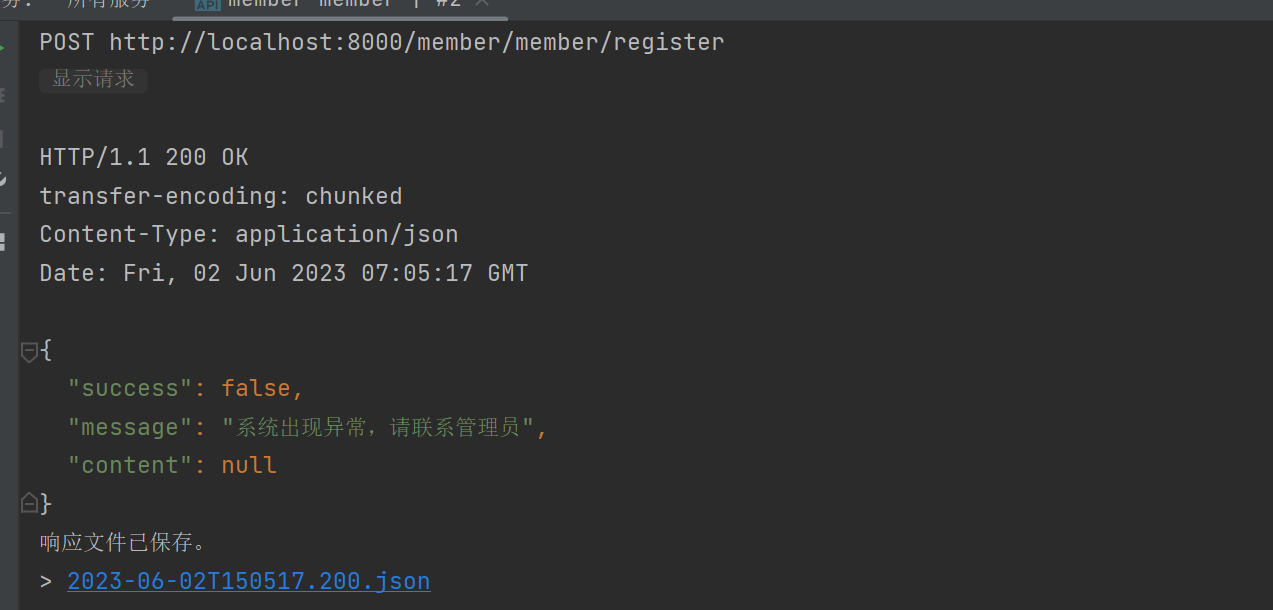 务: 所有服务 API member-member | #2 ×
POST http://localhost:8000/member/member/register
显示请求
HTTP/1.1 200 OK
transfer-encoding: chunked
Content-Type: application/json
Date: Fri, 02 Jun 2023 07:05:17 GMT
{
"success": false,
"message": "系统出现异常，请联系管理员",
"content": null
}
响应文件已保存。
> 2023-06-02T150517.200.json